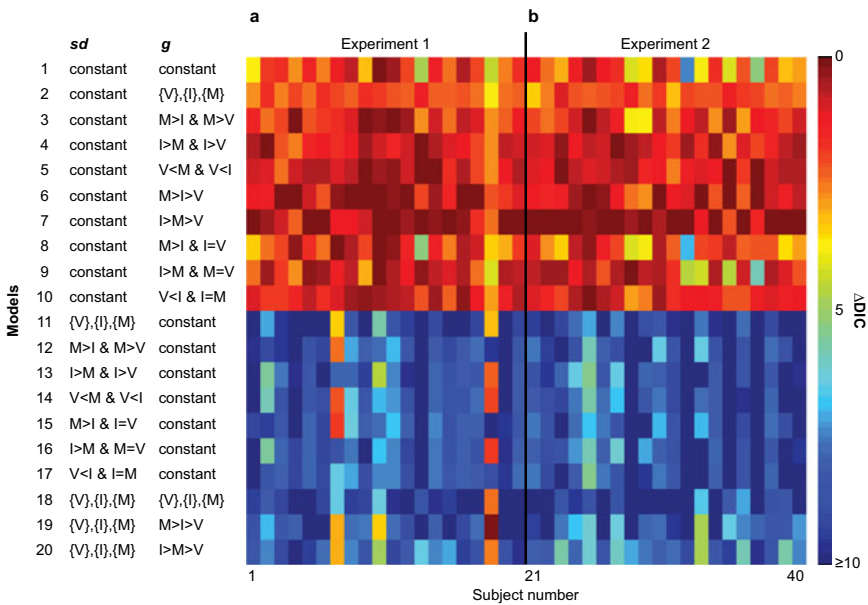 a b
sd g Experiment 1 Experiment 2
1 constant constant 0
2 constant {V},{I},{M}
3 constant M>I & M>V
4 constant I>M & I>V
5 constant V<M & V<I
6 constant M>I>V
7 constant I>M>V
8 constant M>I & I=V
9 constant I>M & M=V
10 constant V<I & I=M
Models
11 {V},{I},{M} constant 5
ΔDIC
12 M>I & M>V constant
13 I>M & I>V constant
14 V<M & V<I constant
15 M>I & I=V constant
16 I>M & M=V constant
17 V<I & I=M constant
18 {V},{I},{M} {V},{I},{M}
19 {V},{I},{M} M>I>V
20 {V},{I},{M} I>M>V ≥10
1 21 40
Subject number